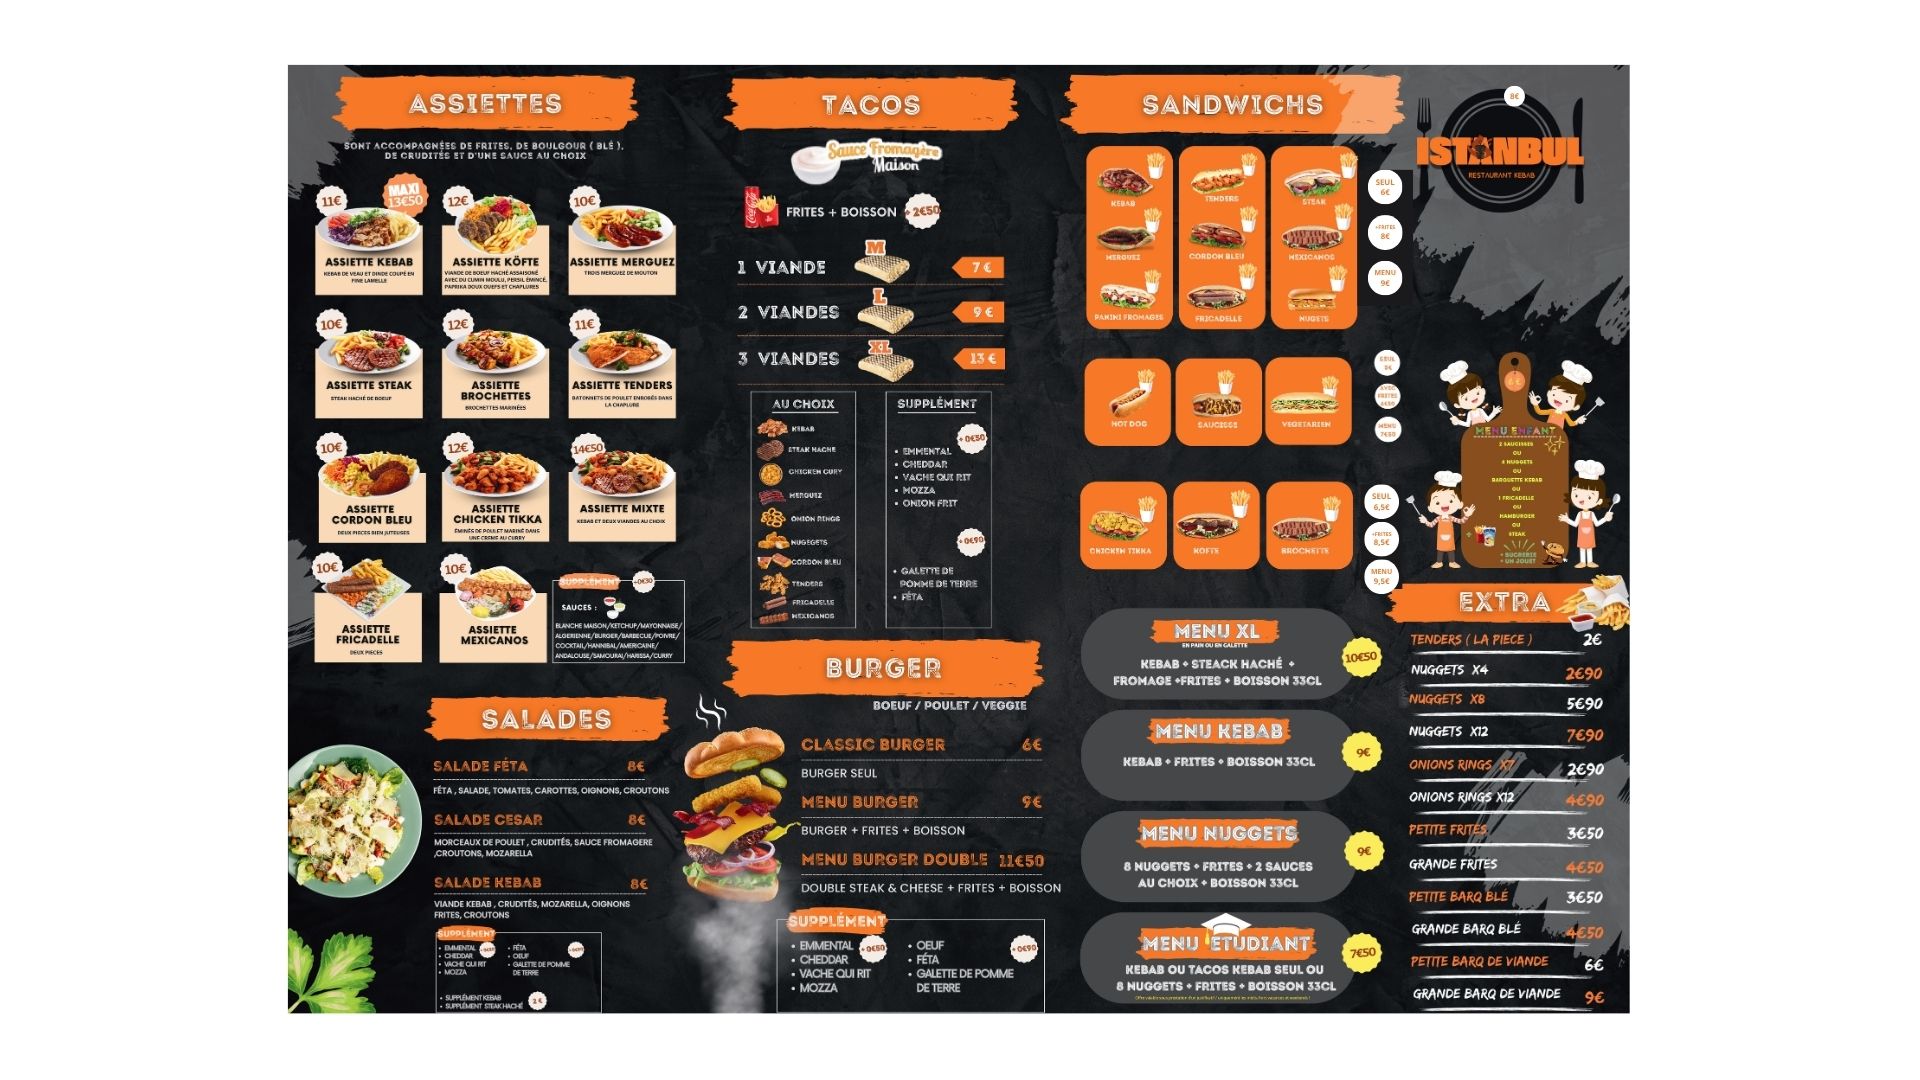 ASSIETTES
SONT ACCOMPAGNÉES DE FRITES, DE BOULGOUR ( BLÉ ),
DE CRUDITÉS ET D'UNE SAUCE AU CHOIX
11€
MAXI
13€50
ASSIETTE KEBAB
KEBAB DE VEAU ET DINDE COUPÉ EN
FINE LAMELLE
12€
ASSIETTE KÖFTE
VIANDE DE BOEUF HACHÉ ASSAISONÉ
AVEC DU CUMIN MOULU, PERSIL ÉMINCÉ,
PAPRIKA DOUX OUEFS ET CHAPLURES
10€
ASSIETTE MERGUEZ
TROIS MERGUEZ DE MOUTON
10€
ASSIETTE STEAK
STEAK HACHÉ DE BOEUF
12€
ASSIETTE
BROCHETTES
BROCHETTES MARINÉES
11€
ASSIETTE TENDERS
BATONNETS DE POULET ENROBÉS DANS
LA CHAPLURE
10€
ASSIETTE
CORDON BLEU
DEUX PIECES BIEN JUTEUSES
12€
ASSIETTE
CHICKEN TIKKA
ÉMINÉS DE POULET MARINÉ DANS
UNE CREME AU CURRY
14€50
ASSIETTE MIXTE
KEBAB ET DEUX VIANDES AU CHOIX
10€
ASSIETTE
FRICADELLE
DEUX PIECES
10€
ASSIETTE
MEXICANOS
SUPPLÉMENT
+0€30
SAUCES :
BLANCHE MAISON/KETCHUP/MAYONNAISE/
ALGERIENNE/BURGER/BARBECUE/POIVRE/
COCKTAIL/HANNIBAL/AMERICAINE/
ANDALOUSE/SAMOURAI/HARISSA/CURRY
SALADES
SALADE FÉTA 8€
FÉTA , SALADE, TOMATES, CAROTTES, OIGNONS, CROUTONS
SALADE CESAR 8€
MORCEAUX DE POULET , CRUDITÉS, SAUCE FROMAGERE
,CROUTONS, MOZARELLA
SALADE KEBAB 8€
VIANDE KEBAB , CRUDITÉS, MOZARELLA, OIGNONS
FRITES, CROUTONS
SUPPLÉMENT
• EMMENTAL
• CHEDDAR
• VACHE QUI RIT
• MOZZA
• FÉTA
• OEUF
• GALETTE DE POMME
DE TERRE
• SUPPLÉMENT KEBAB
• SUPPLÉMENT STEAK HACHÉ
2 €
TACOS
Sauce Fromagère
Maison
FRITES + BOISSON + 2€50
1 VIANDE M 7 €
2 VIANDES L 9 €
3 VIANDES XL 13 €
AU CHOIX
KEBAB
STEAK HACHE
CHICKEN CURY
MERGUEZ
ONION RINGS
NUGEGETS
CORDON BLEU
TENDERS
FRICADELLE
MEXICANOS
SUPPLÉMENT
+ 0€50
• EMMENTAL
• CHEDDAR
• VACHE QUI RIT
• MOZZA
• ONION FRIT
+ 0€90
• GALETTE DE
POMME DE TERRE
• FÉTA
BURGER
BOEUF / POULET / VEGGIE
CLASSIC BURGER 6€
BURGER SEUL
MENU BURGER 9€
BURGER + FRITES + BOISSON
MENU BURGER DOUBLE 11€50
DOUBLE STEAK & CHEESE + FRITES + BOISSON
SUPPLÉMENT
• EMMENTAL
• CHEDDAR
• VACHE QUI RIT
• MOZZA
+ 0€50
• OEUF
• FÉTA
• GALETTE DE POMME
DE TERRE
+ 0€90
SANDWICHS
KEBAB
TENDERS
STEAK
MERGUEZ
CORDON BLEU
MEXICANOS
PANINI FROMAGES
FRICADELLE
NUGETS
SEUL
6€
+FRITES
8€
MENU
9€
HOT DOG
SAUCISSE
VEGETARIEN
SEUL
AVEC
FRITES
MENU
7€50
CHICKEN TIKKA
KOFTE
BROCHETTE
SEUL
6,5€
+FRITES
8,5€
MENU
9,5€
MENU XL
EN PAIN OU EN GALETTE
KEBAB + STEACK HACHÉ +
FROMAGE +FRITES + BOISSON 33CL
10€50
MENU KEBAB
KEBAB + FRITES + BOISSON 33CL
9€
MENU NUGGETS
8 NUGGETS + FRITES + 2 SAUCES
AU CHOIX + BOISSON 33CL
9€
MENU ETUDIANT
KEBAB OU TACOS KEBAB SEUL OU
8 NUGGETS + FRITES + BOISSON 33CL
7€50
8€
ISTANBUL
RESTAURANT KEBAB
6 €
MENU ENFANT
2 SAUCISSES
OU
4 NUGGETS
OU
BARQUETTE KEBAB
OU
1 FRICADELLE
OU
HAMBURGER
OU
STEAK
+
+ SUCRERIE
+ UN JOUET
EXTRA
TENDERS ( LA PIECE ) 2€
NUGGETS X4 2€90
NUGGETS X8 5€90
NUGGETS X12 7€90
ONIONS RINGS X7 2€90
ONIONS RINGS X12 4€90
PETITE FRITES 3€50
GRANDE FRITES 4€50
PETITE BARQ BLÉ 3€50
GRANDE BARQ BLÉ 4€50
PETITE BARQ DE VIANDE 6€
GRANDE BARQ DE VIANDE 9€